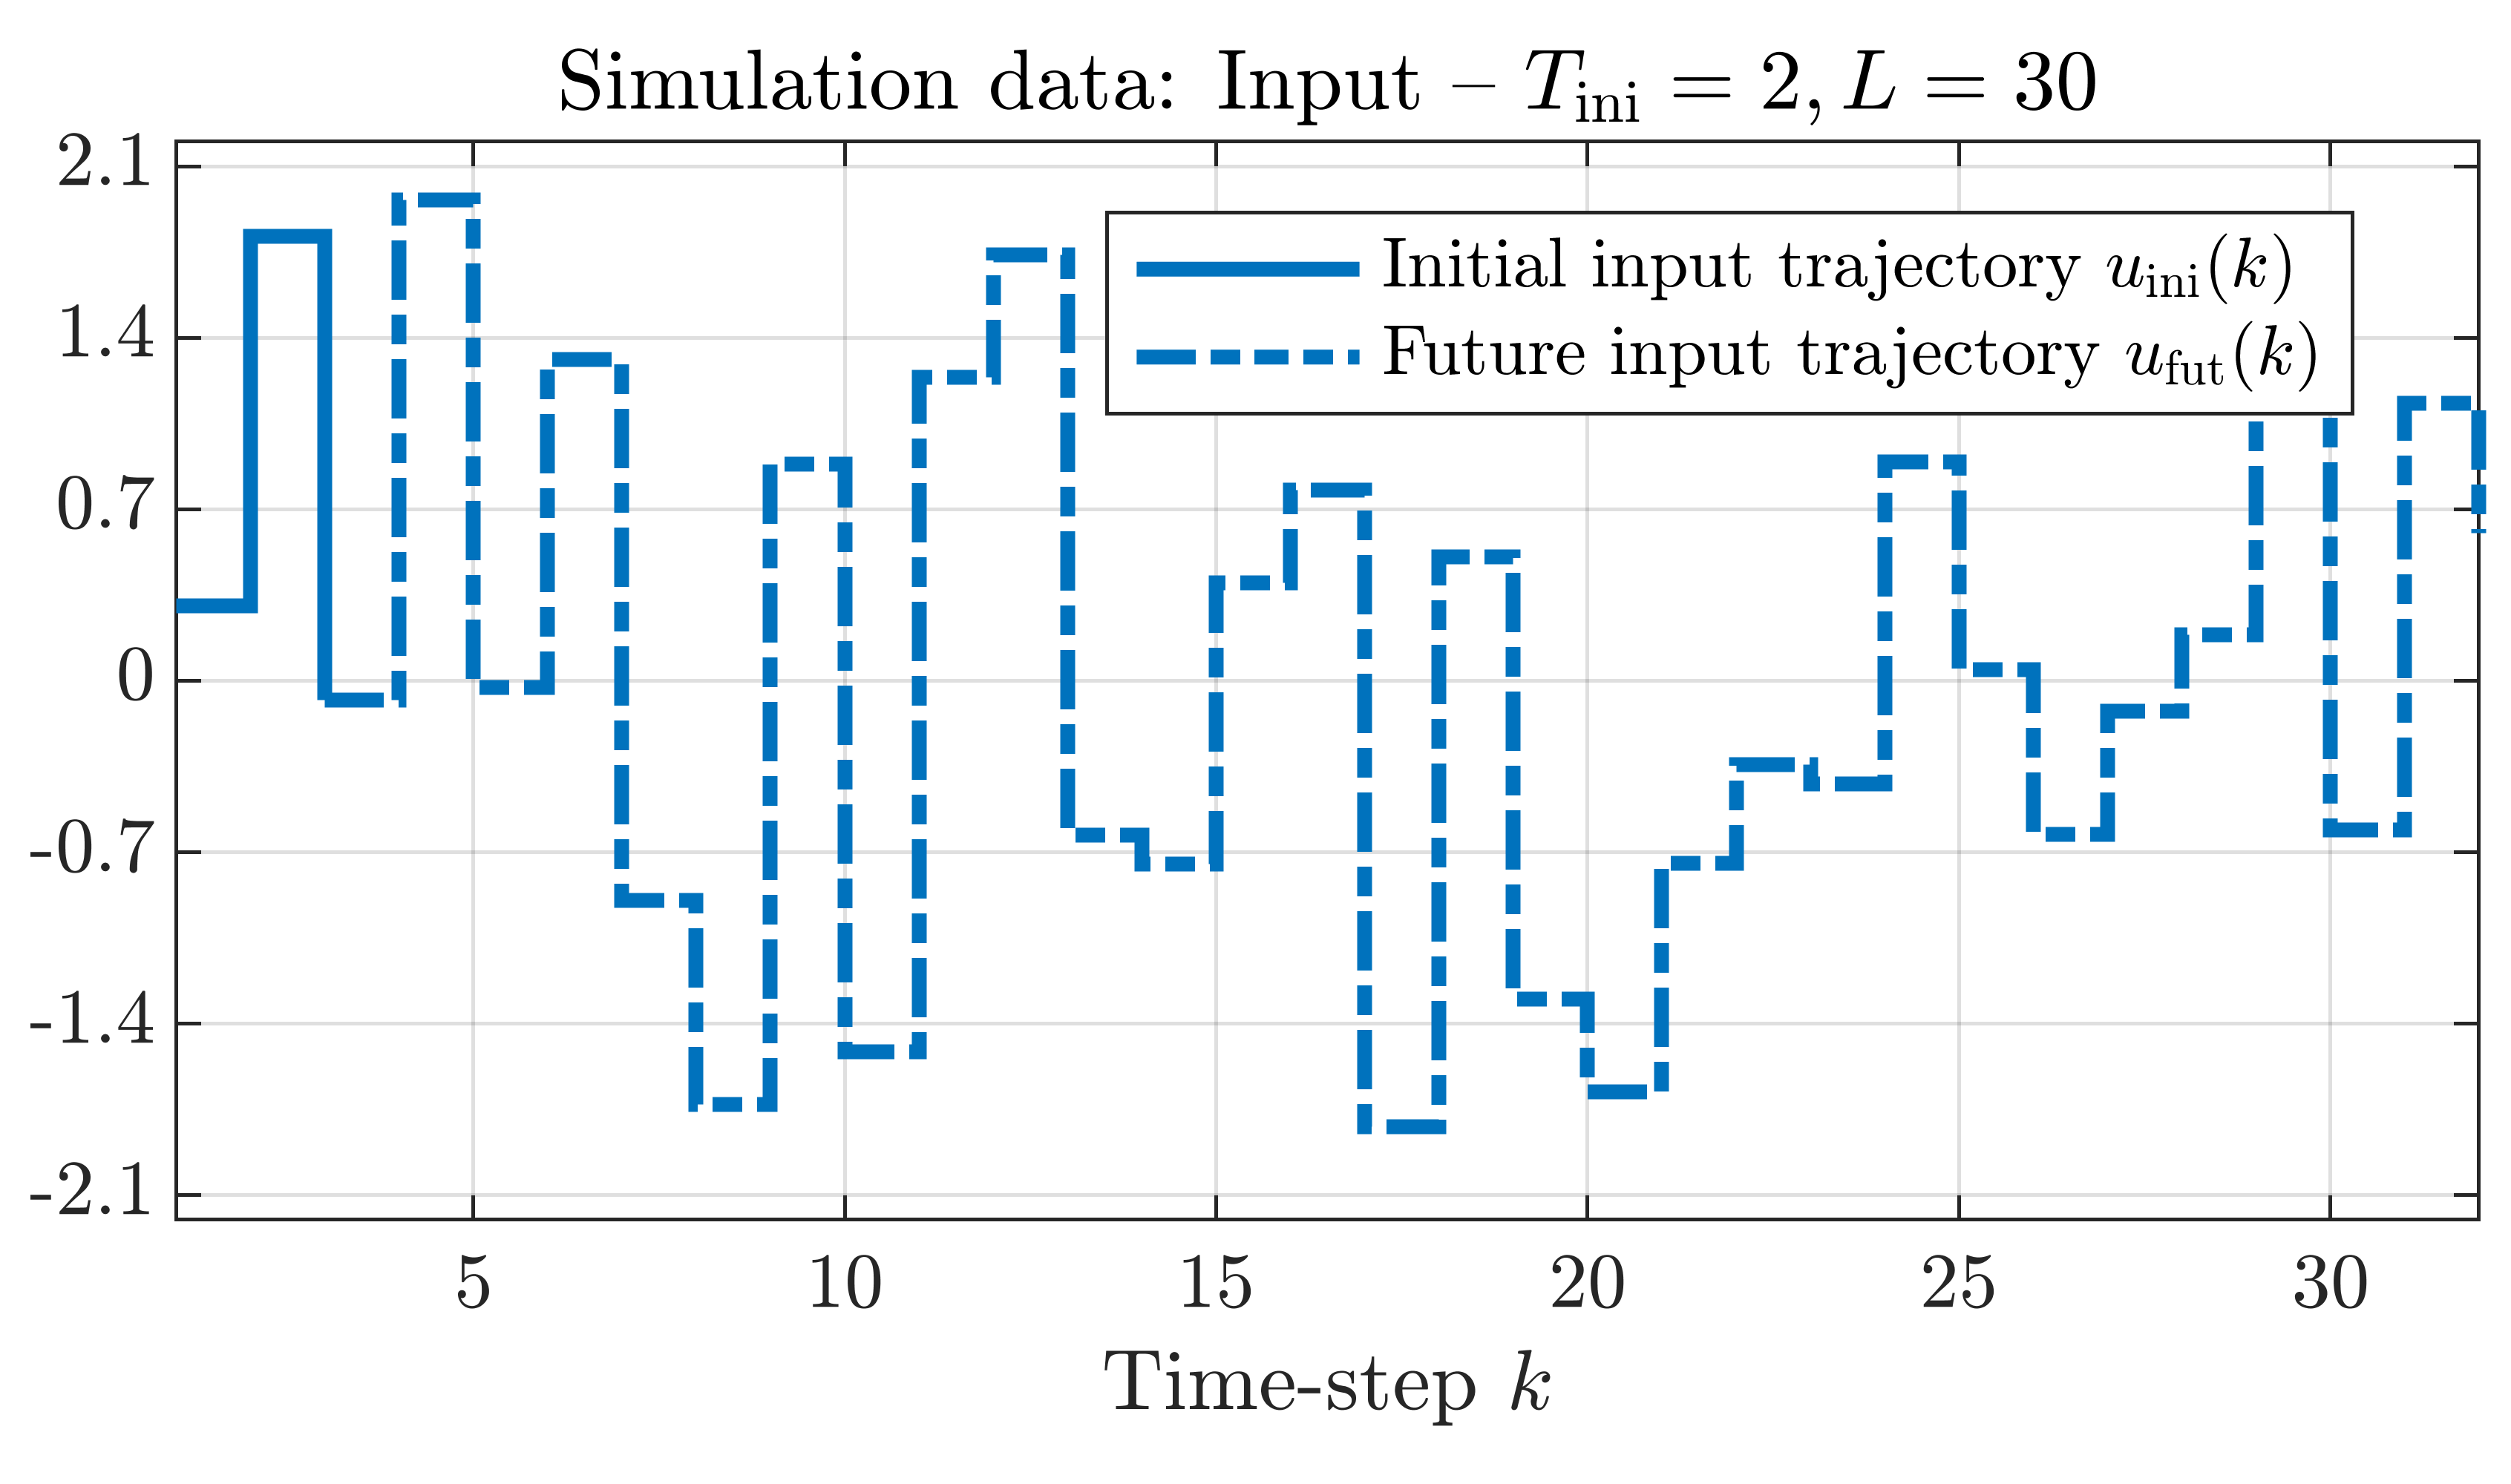 Simulation data: Input – T_ini = 2, L = 30
2.1
1.4
0.7
0
-0.7
-1.4
-2.1
Initial input trajectory u_ini(k)
Future input trajectory u_fut(k)
5 10 15 20 25 30
Time-step k